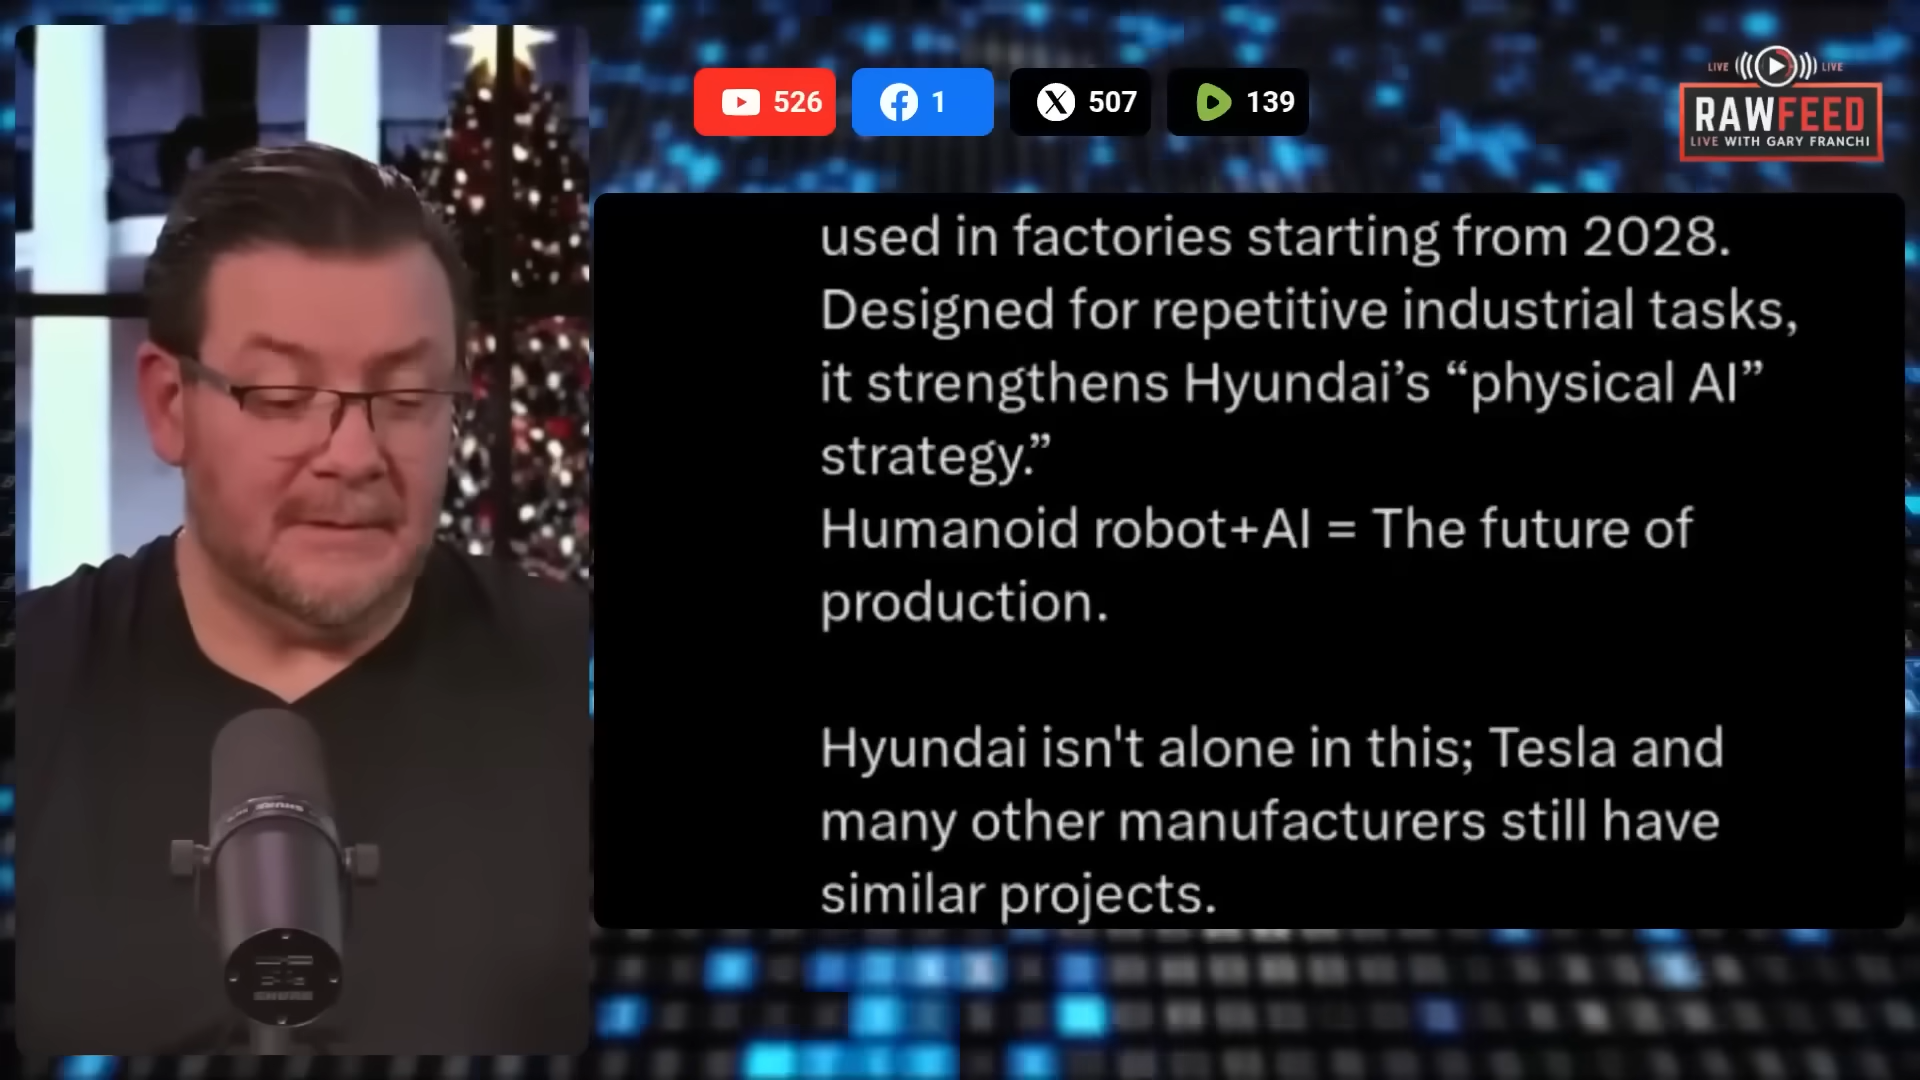 526
1
507
139
LIVE LIVE
RAWFEED
LIVE WITH GARY FRANCHI
used in factories starting from 2028.
Designed for repetitive industrial tasks,
it strengthens Hyundai’s “physical AI”
strategy.”
Humanoid robot+AI = The future of
production.
Hyundai isn't alone in this; Tesla and
many other manufacturers still have
similar projects.
SHURE